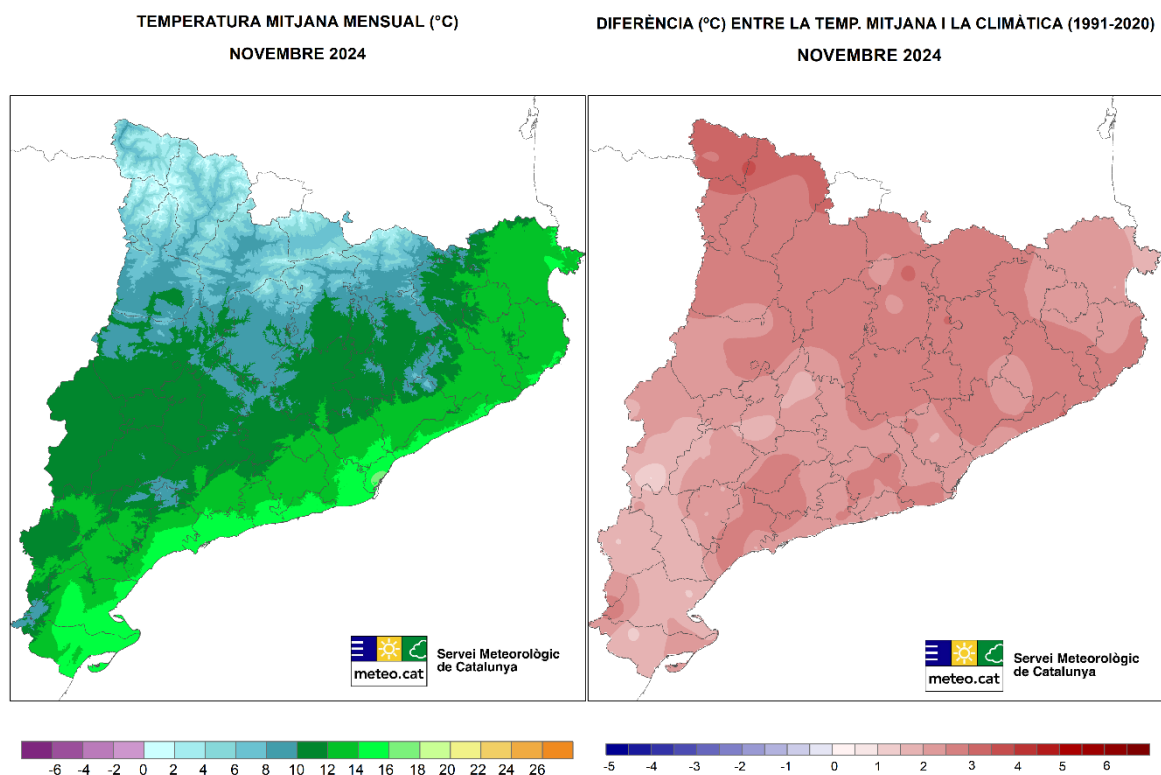 TEMPERATURA MITJANA MENSUAL (°C)
NOVEMBRE 2024
DIFERÈNCIA (ºC) ENTRE LA TEMP. MITJANA I LA CLIMÀTICA (1991-2020)
NOVEMBRE 2024
meteo.cat
Servei Meteorològic
de Catalunya
meteo.cat
Servei Meteorològic
de Catalunya
-6 -4 -2 0 2 4 6 8 10 12 14 16 18 20 22 24 26
-5 -4 -3 -2 -1 0 1 2 3 4 5 6